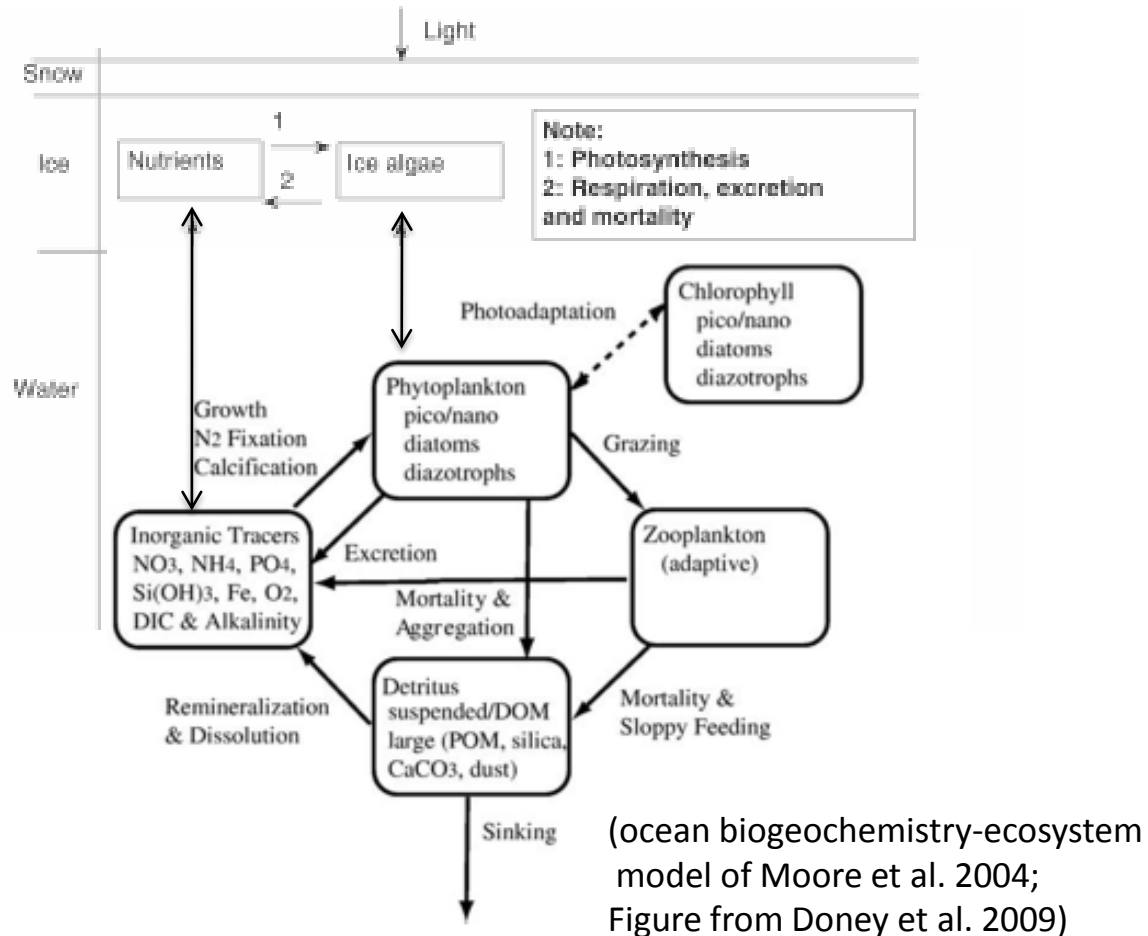 Light
Snow
Ice
Nutrients
1
2
Ice algae
Note:
1: Photosynthesis
2: Respiration, excretion
and mortality
Water
Photoadaptation
Chlorophyll
pico/nano
diatoms
diazotrophs
Phytoplankton
pico/nano
diatoms
diazotrophs
Growth
N2 Fixation
Calcification
Grazing
Inorganic Tracers
NO3, NH4, PO4,
Si(OH)3, Fe, O2,
DIC & Alkalinity
Excretion
Zooplankton
(adaptive)
Mortality &
Aggregation
Remineralization
& Dissolution
Detritus
suspended/DOM
large (POM, silica,
CaCO3, dust)
Mortality &
Sloppy Feeding
Sinking
(ocean biogeochemistry-ecosystem
model of Moore et al. 2004;
Figure from Doney et al. 2009)